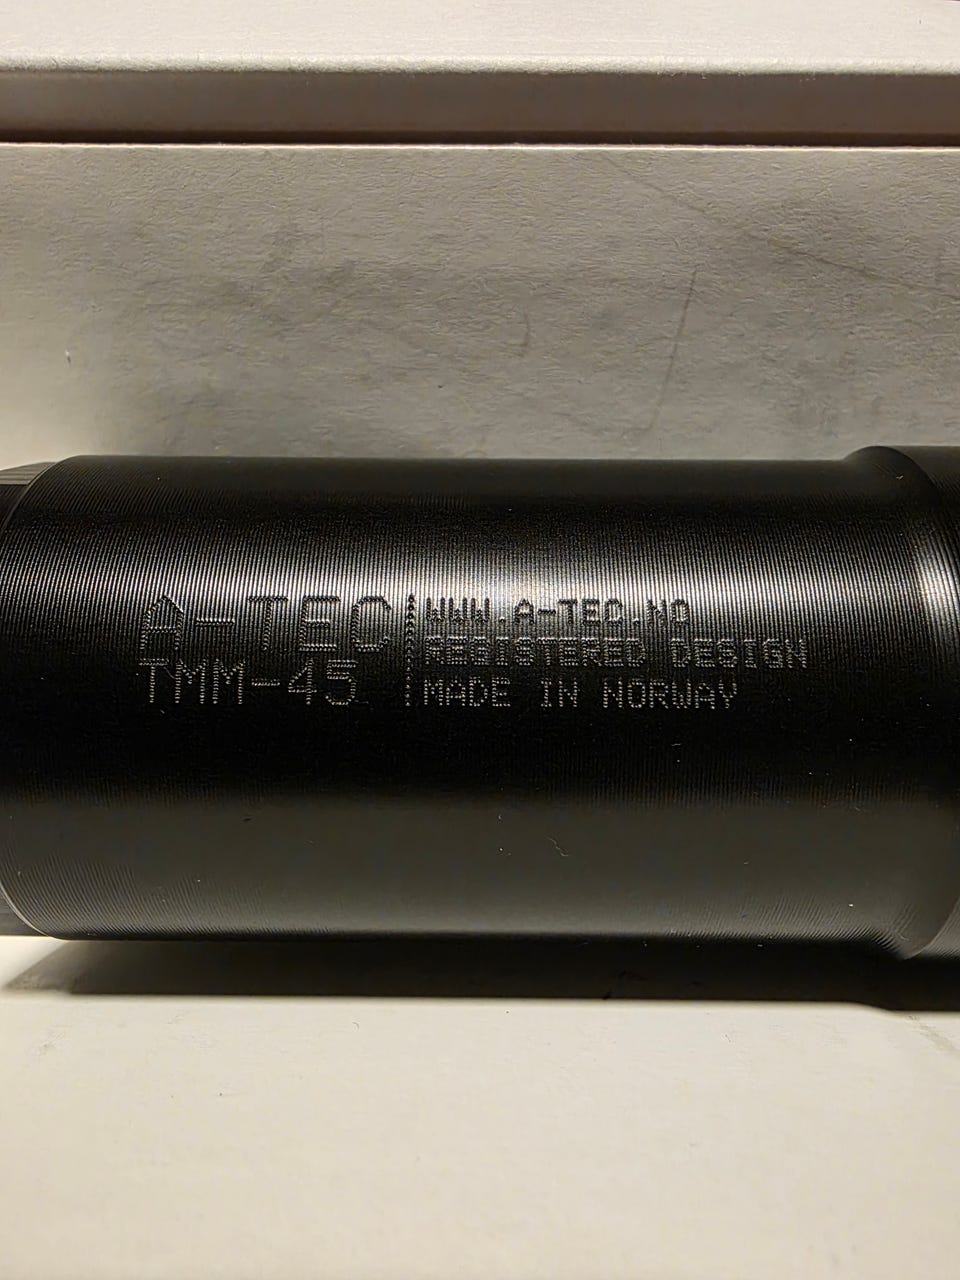 A-TEC
TMM-45
WWW.A-TEC.NO
REGISTERED DESIGN
MADE IN NORWAY